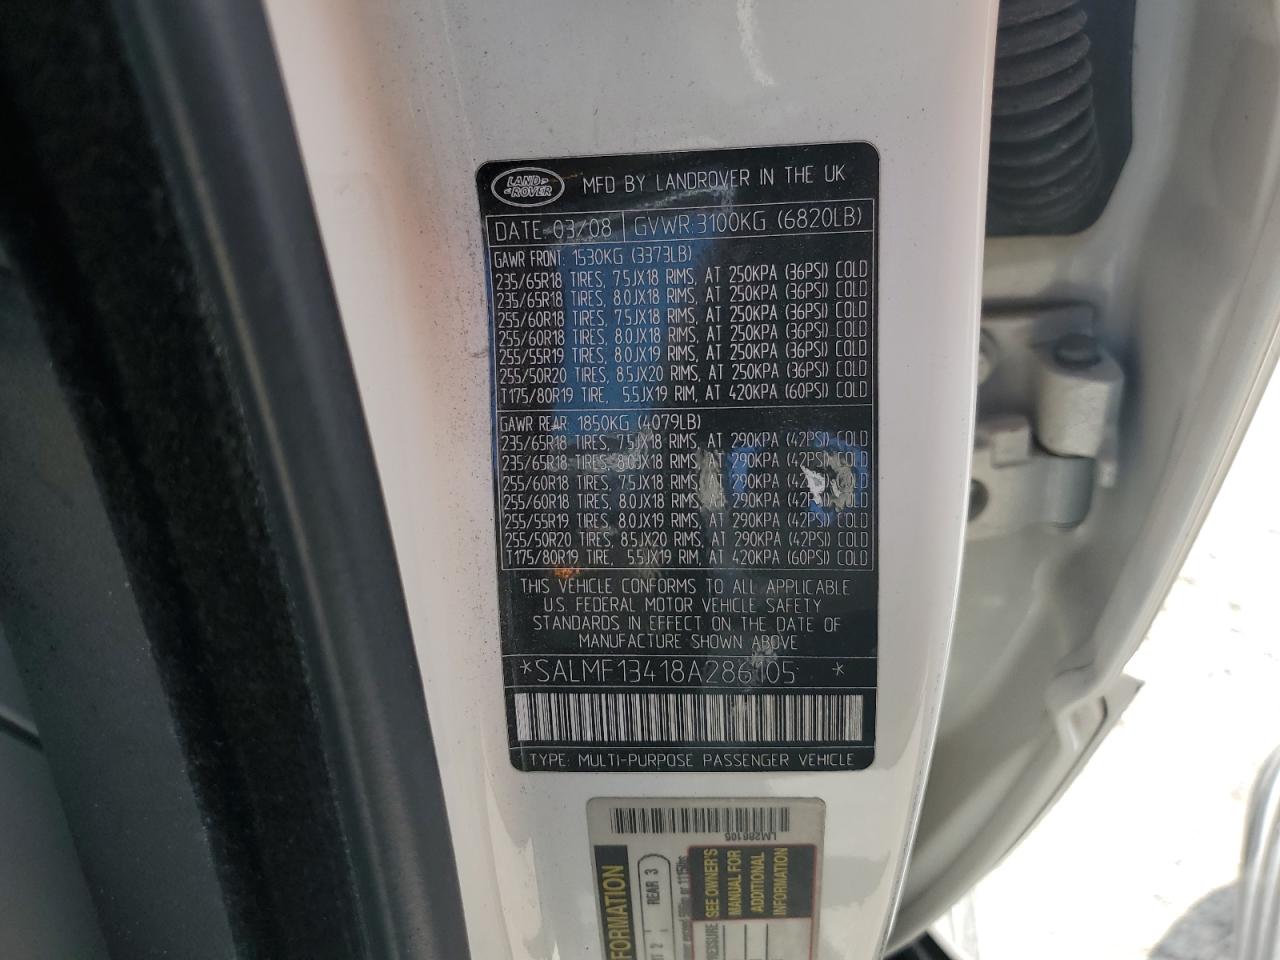 LAND-
-ROVER
MFD BY LANDROVER IN THE UK
DATE: 03/08 GVWR: 3100KG (6820LB)
GAWR FRONT: 1530KG (3373LB)
235/65R18 TIRES, 7.5JX18 RIMS, AT 250KPA (36PSI) COLD
235/65R18 TIRES, 8.0JX18 RIMS, AT 250KPA (36PSI) COLD
255/60R18 TIRES, 7.5JX18 RIMS, AT 250KPA (36PSI) COLD
255/60R18 TIRES, 8.0JX18 RIMS, AT 250KPA (36PSI) COLD
255/55R19 TIRES, 8.0JX19 RIMS, AT 250KPA (36PSI) COLD
255/50R20 TIRES, 8.5JX20 RIMS, AT 250KPA (36PSI) COLD
T175/80R19 TIRE, 5.5JX19 RIM, AT 420KPA (60PSI) COLD
GAWR REAR: 1850KG (4079LB)
235/65R18 TIRES, 7.5JX18 RIMS, AT 290KPA (42PSI) COLD
235/65R18 TIRES, 8.0JX18 RIMS, AT 290KPA (42PSI) COLD
255/60R18 TIRES, 7.5JX18 RIMS, AT 290KPA COLD
255/60R18 TIRES, 8.0JX18 RIMS, AT 290KPA COLD
255/55R19 TIRES, 8.0JX19 RIMS, AT 290KPA (42PSI) COLD
255/50R20 TIRES, 8.5JX20 RIMS, AT 290KPA (42PSI) COLD
T175/80R19 TIRE, 5.5JX19 RIM, AT 420KPA (60PSI) COLD
THIS VEHICLE CONFORMS TO ALL APPLICABLE
U.S. FEDERAL MOTOR VEHICLE SAFETY
STANDARDS IN EFFECT ON THE DATE OF
MANUFACTURE SHOWN ABOVE
*SALMF13418A286105 *
TYPE: MULTI-PURPOSE PASSENGER VEHICLE
LM286105
REAR 3
2
SEE OWNER'S
MANUAL FOR
ADDITIONAL
INFORMATION